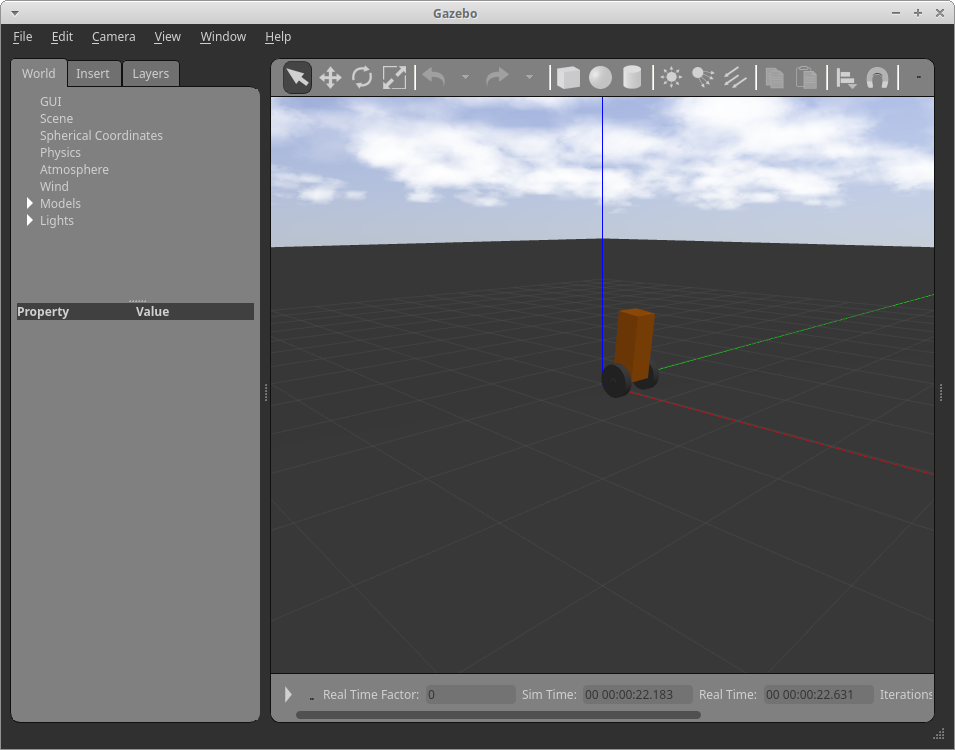 Gazebo
File Edit Camera View Window Help
World Insert Layers
GUI
Scene
Spherical Coordinates
Physics
Atmosphere
Wind
Models
Lights
Property Value
Real Time Factor: 0 Sim Time: 00 00:00:22.183 Real Time: 00 00:00:22.631 Iterations